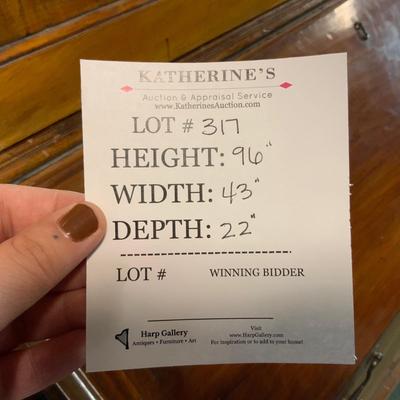 KATHERINE'S
Auction & Appraisal Service
www.KatherinesAuction.com
LOT # 317
HEIGHT: 96"
WIDTH: 43"
DEPTH: 22"
LOT # WINNING BIDDER
Harp Gallery
Antiques • Furniture • Art
Visit
www.HarpGallery.com
For inspiration or to add to your home!